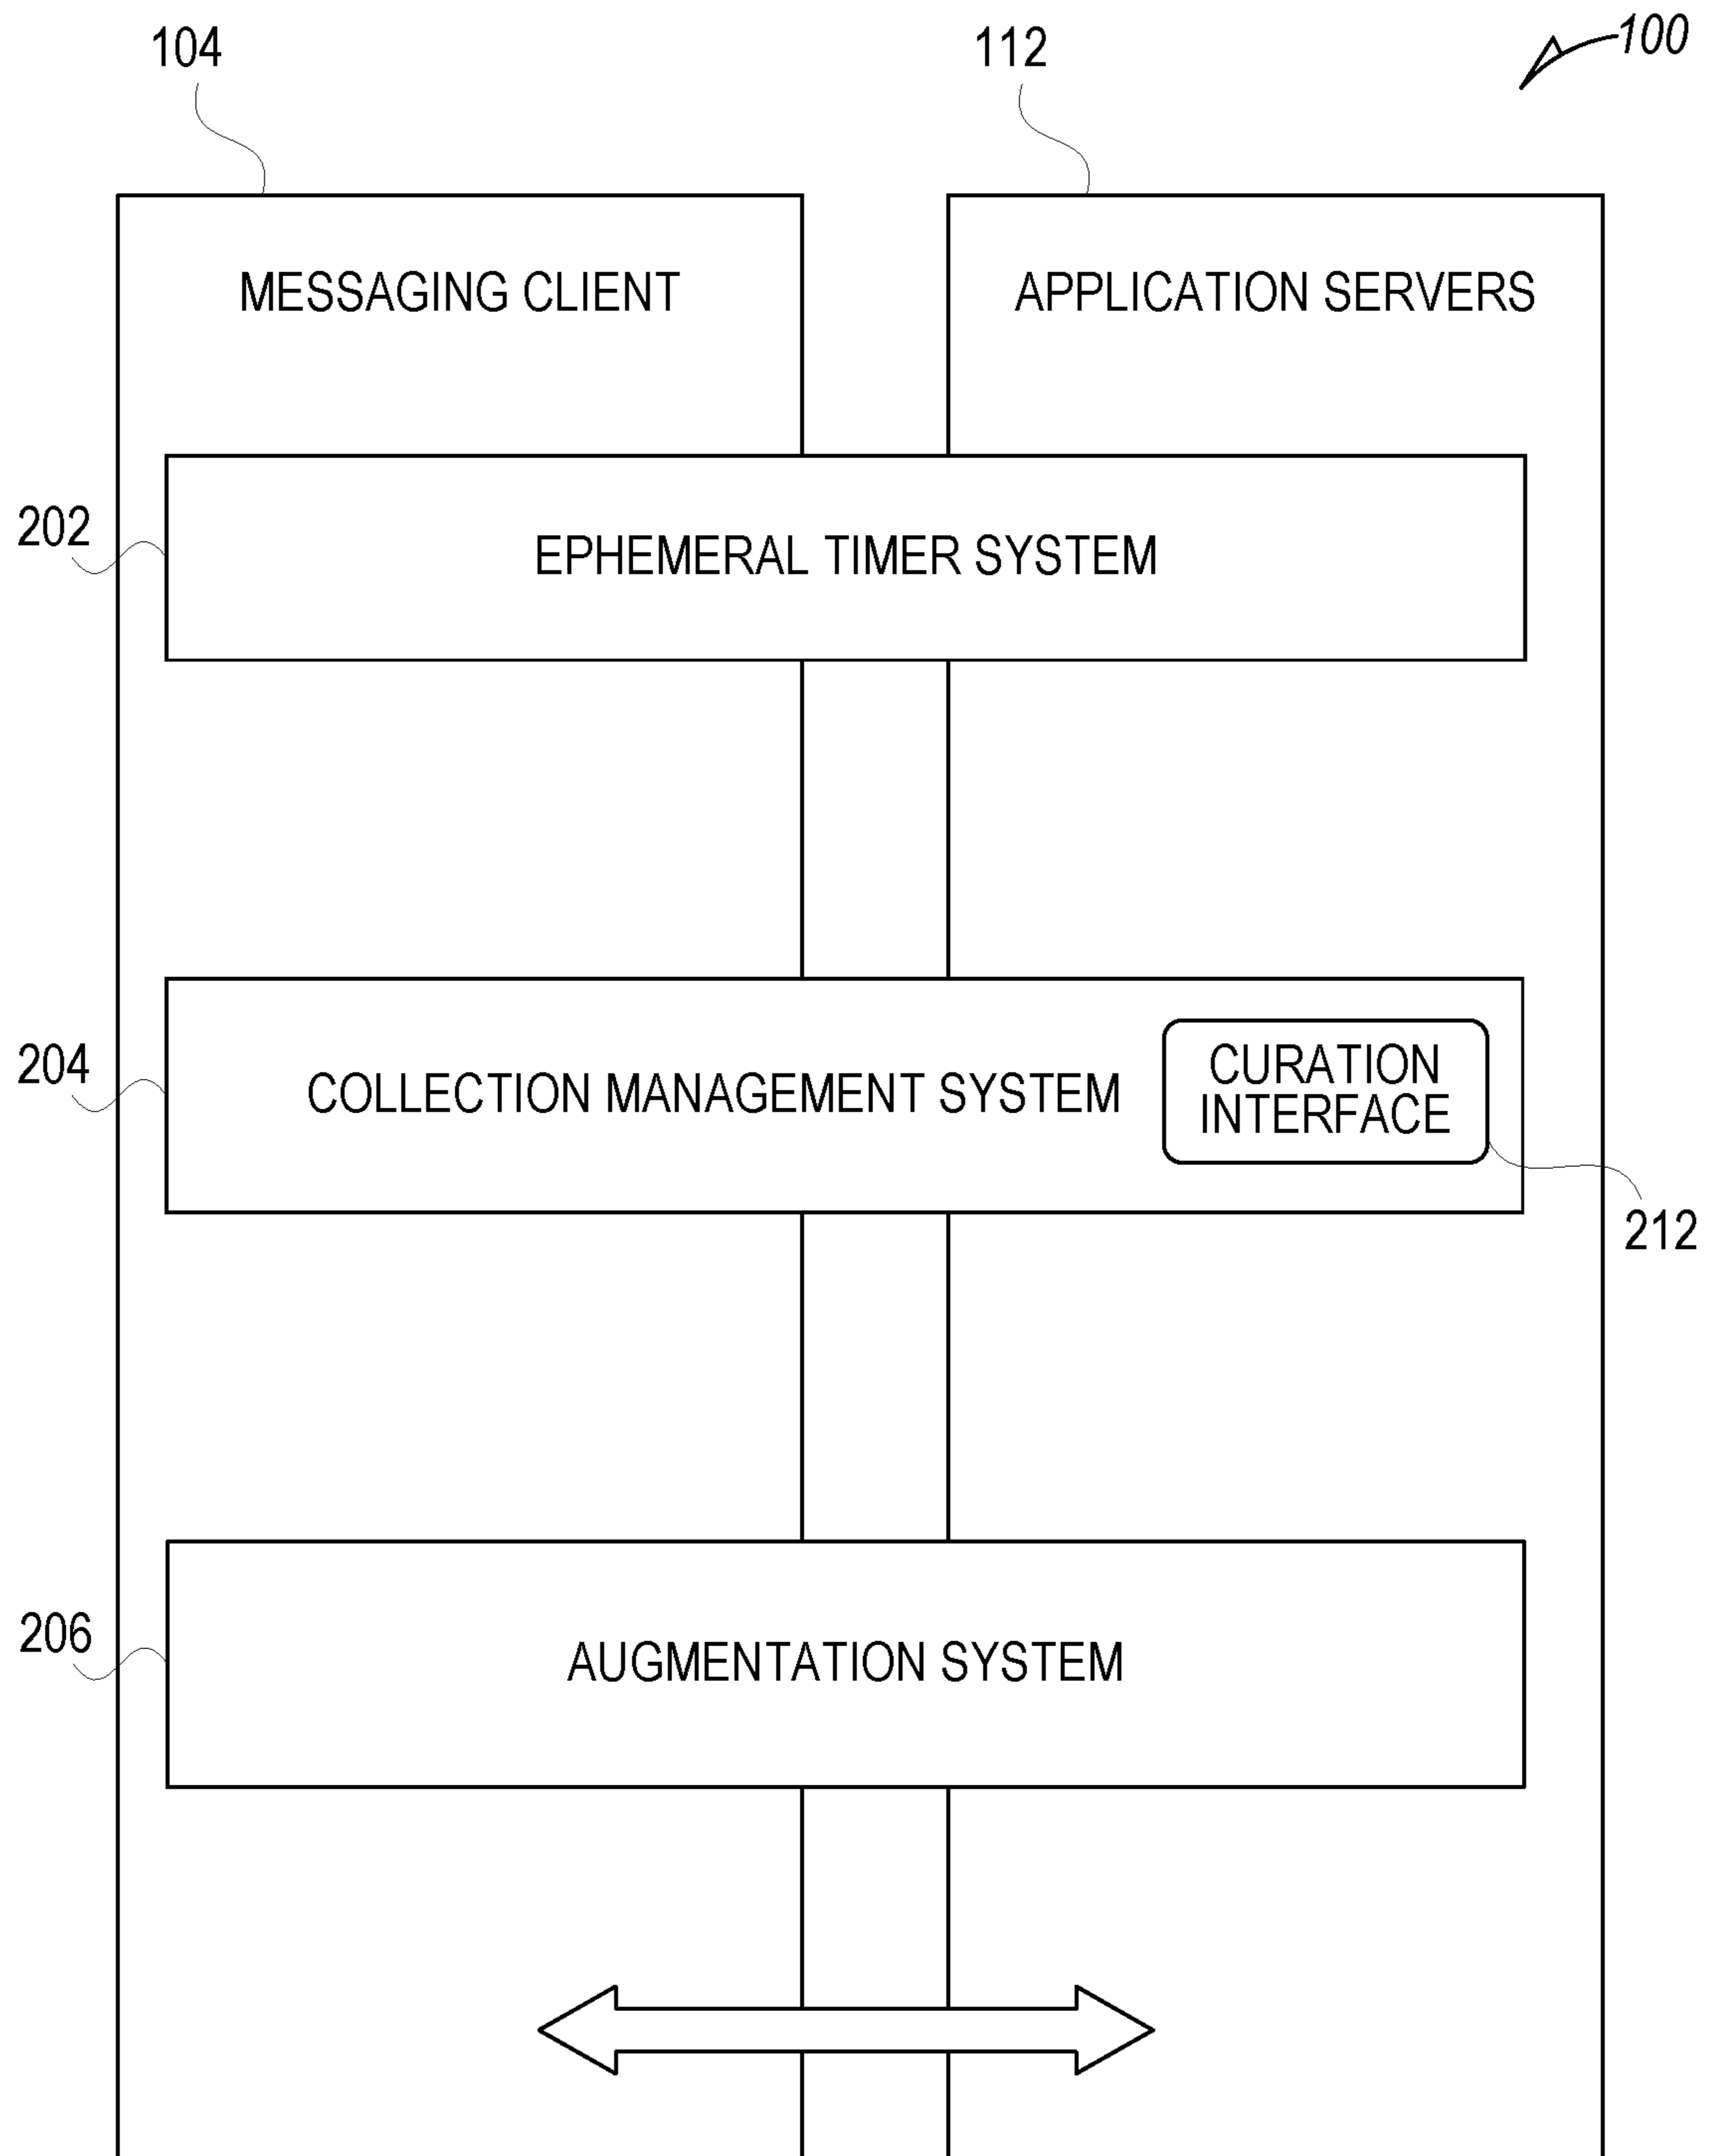 104
112
100
MESSAGING CLIENT
APPLICATION SERVERS
202
EPHEMERAL TIMER SYSTEM
204
COLLECTION MANAGEMENT SYSTEM
CURATION
INTERFACE
212
206
AUGMENTATION SYSTEM